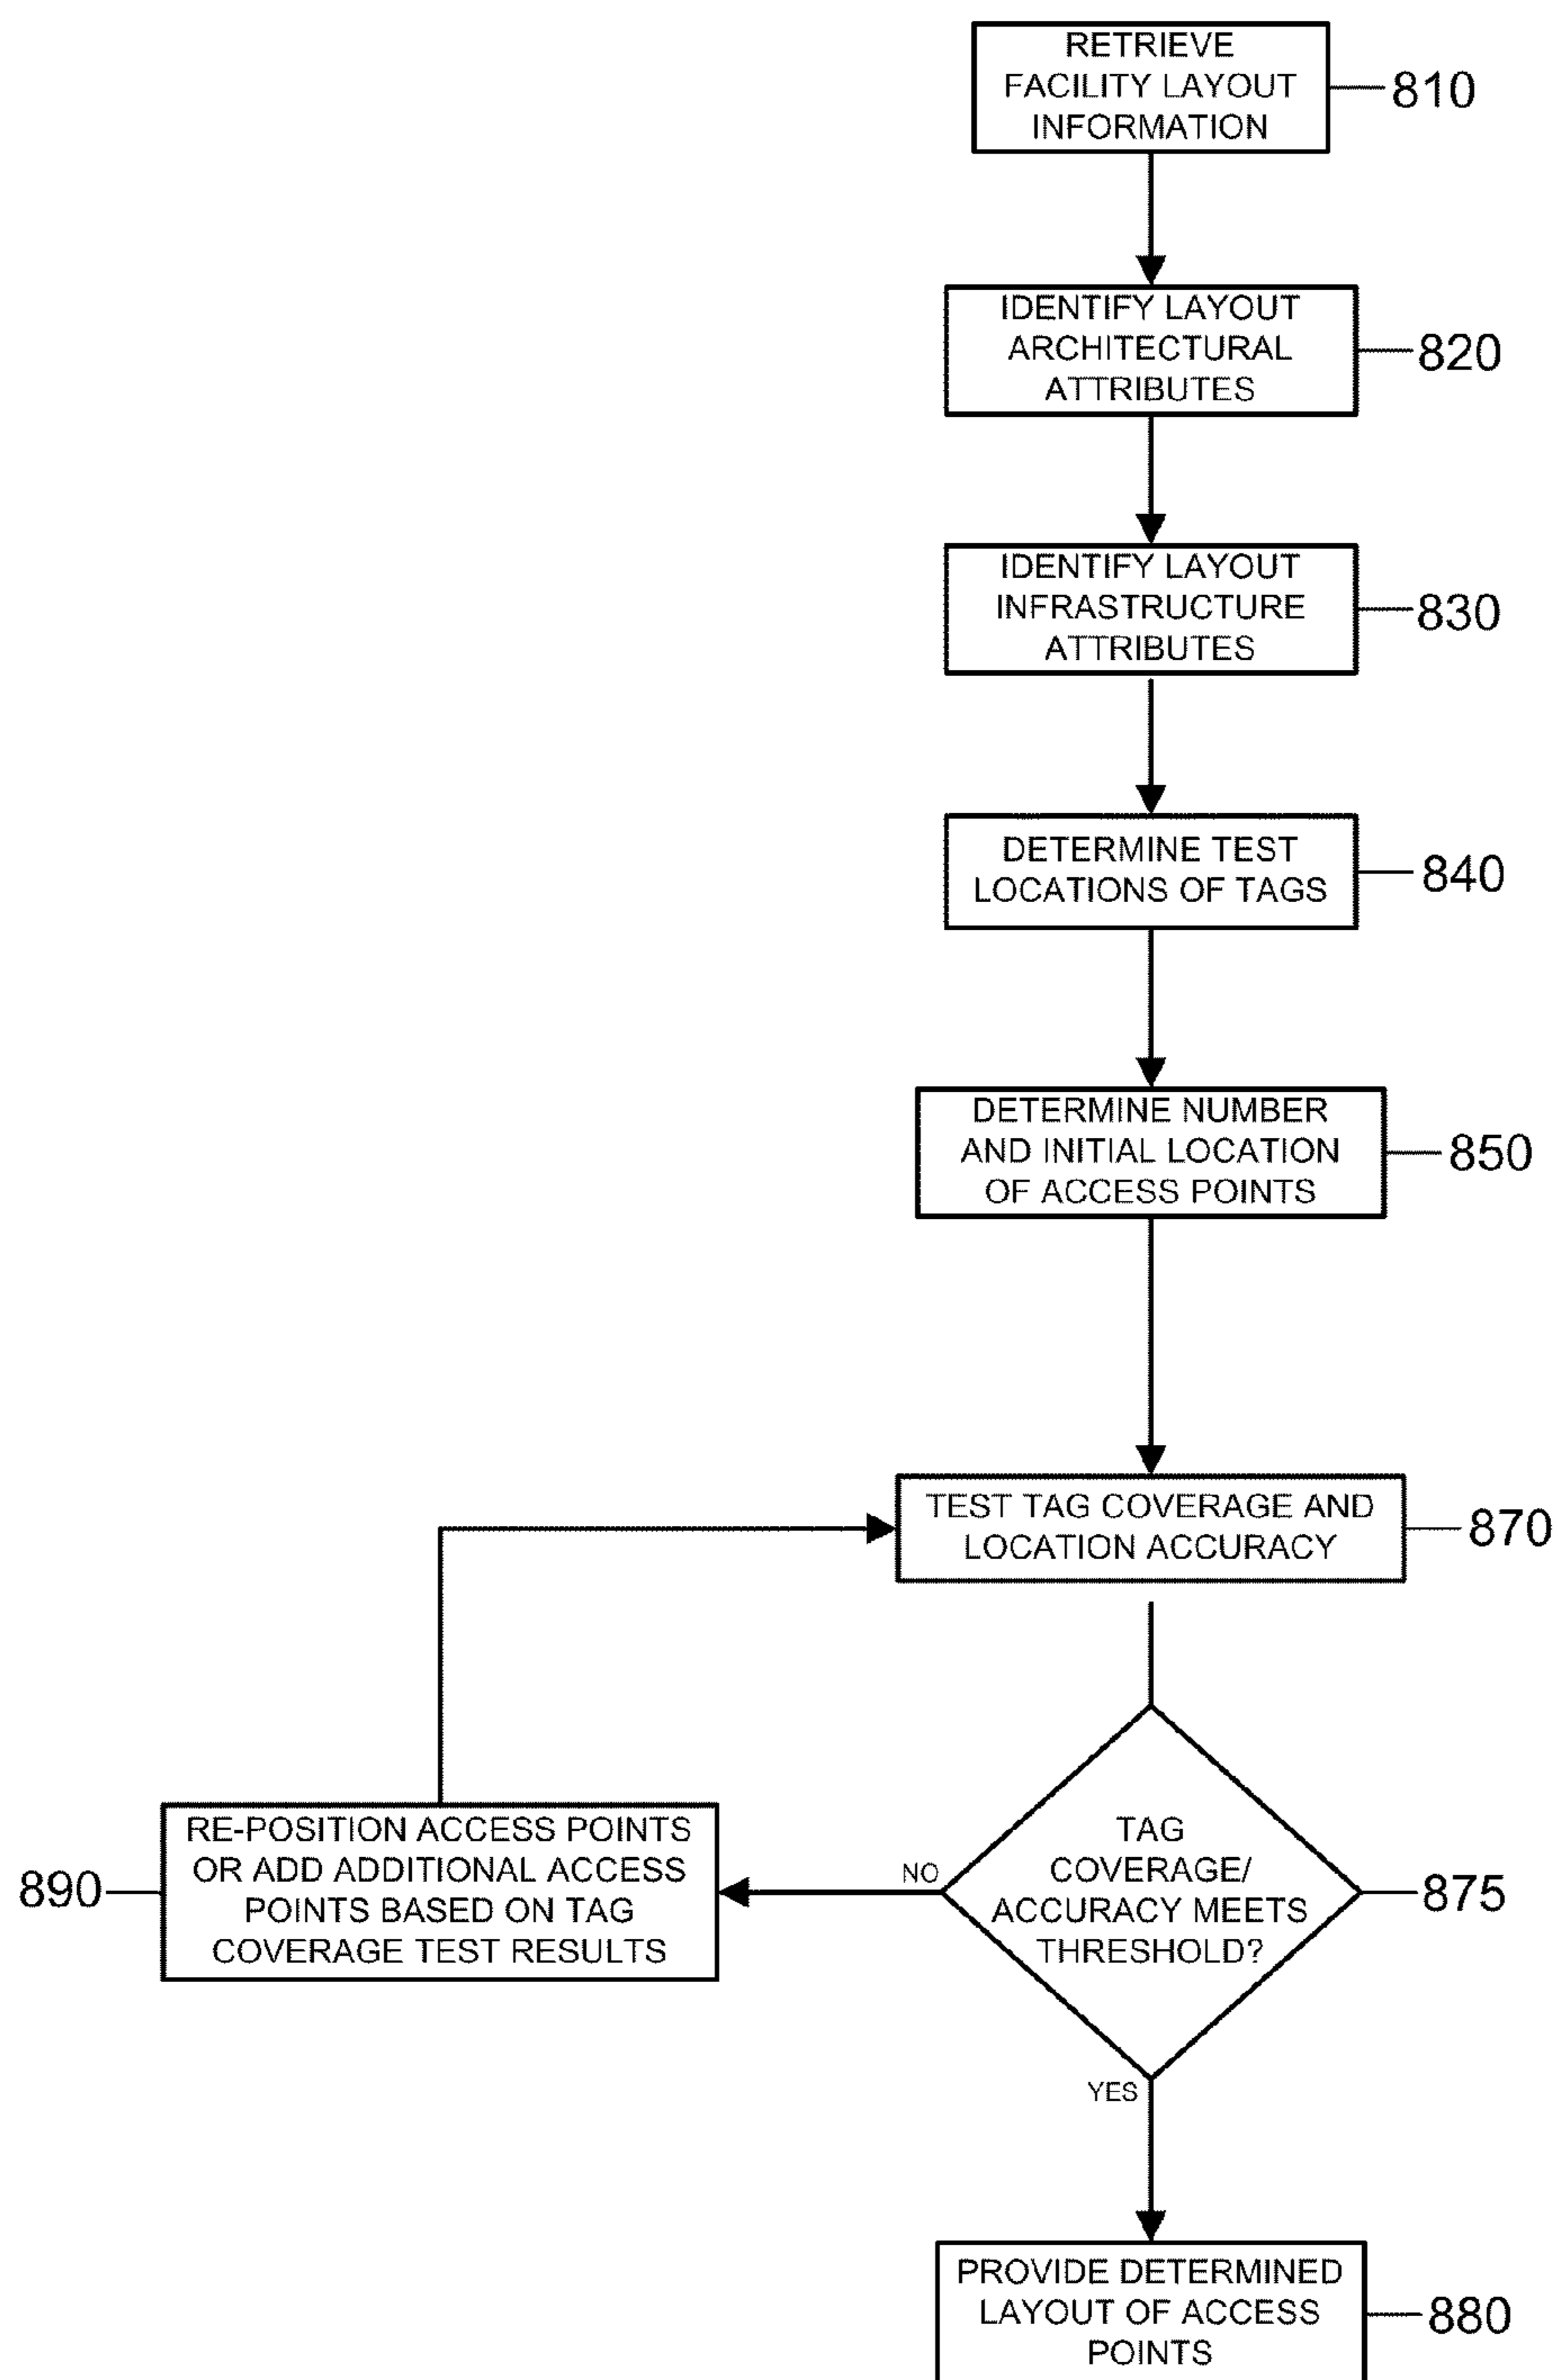 RETRIEVE
FACILITY LAYOUT
INFORMATION
810
IDENTIFY LAYOUT
ARCHITECTURAL
ATTRIBUTES
820
IDENTIFY LAYOUT
INFRASTRUCTURE
ATTRIBUTES
830
DETERMINE TEST
LOCATIONS OF TAGS
840
DETERMINE NUMBER
AND INITIAL LOCATION
OF ACCESS POINTS
850
TEST TAG COVERAGE AND
LOCATION ACCURACY
870
TAG
COVERAGE/
ACCURACY MEETS
THRESHOLD?
875
NO
RE-POSITION ACCESS POINTS
OR ADD ADDITIONAL ACCESS
POINTS BASED ON TAG
COVERAGE TEST RESULTS
890
YES
PROVIDE DETERMINED
LAYOUT OF ACCESS
POINTS
880